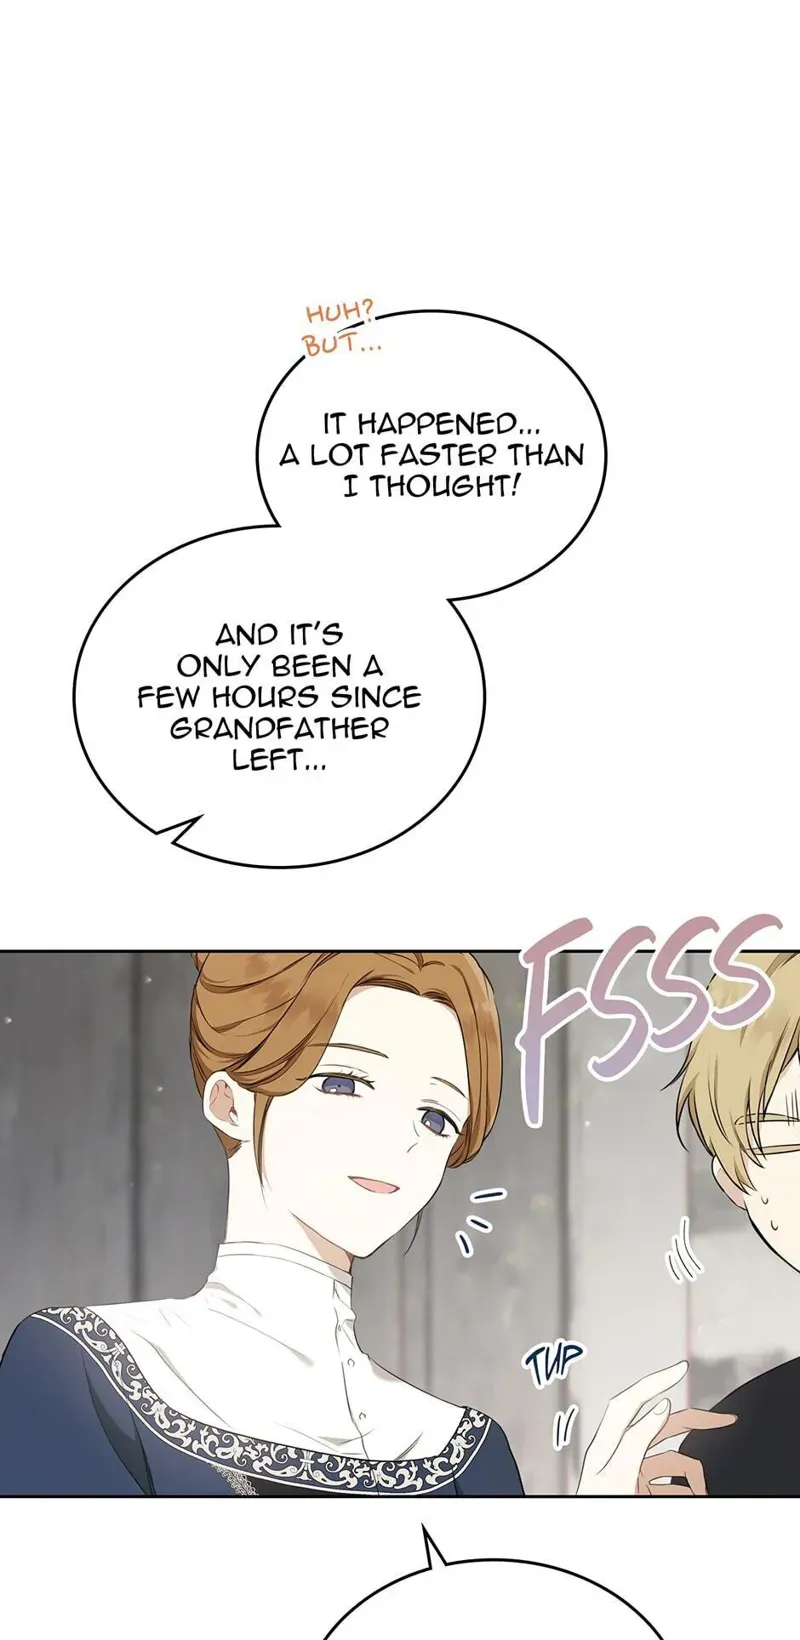 HUH?
BUT...
IT HAPPENED...
A LOT FASTER THAN
I THOUGHT!
AND IT'S
ONLY BEEN A
FEW HOURS SINCE
GRANDFATHER
LEFT...
FSSS
TUP